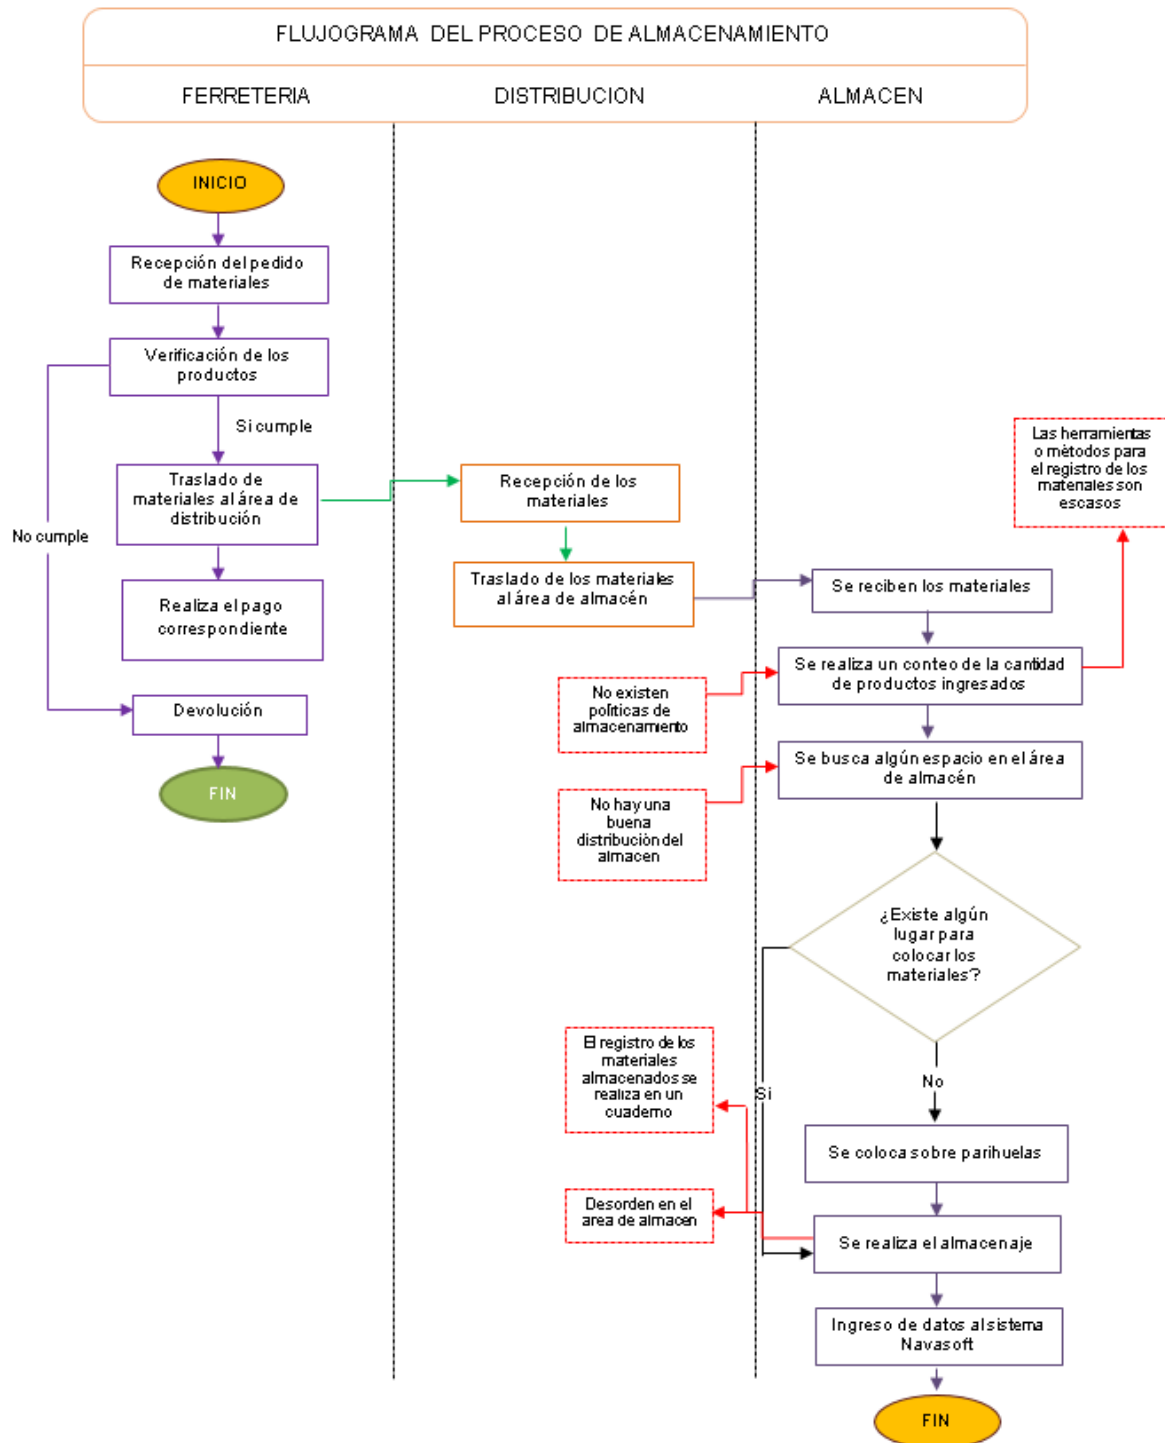 FLUJOGRAMA DEL PROCESO DE ALMACENAMIENTO
FERRETERIA
DISTRIBUCION
ALMACEN
INICIO
Recepción del pedido
de materiales
Verificación de los
productos
Si cumple
No cumple
Traslado de
materiales al área de
distribución
Realiza el pago
correspondiente
Devolución
FIN
Recepción de los
materiales
Traslado de los materiales
al área de almacén
Las herramientas
o métodos para
el registro de los
materiales son
escasos
Se reciben los materiales
Se realiza un conteo de la cantidad
de productos ingresados
No existen
políticas de
almacenamiento
Se busca algún espacio en el área
de almacén
No hay una
buena
distribución del
almacen
¿Existe algún
lugar para
colocar los
materiales?
El registro de los
materiales
almacenados se
realiza en un
cuaderno
Si
No
Se coloca sobre parihuelas
Desorden en el
area de almacen
Se realiza el almacenaje
Ingreso de datos al sistema
Navasoft
FIN